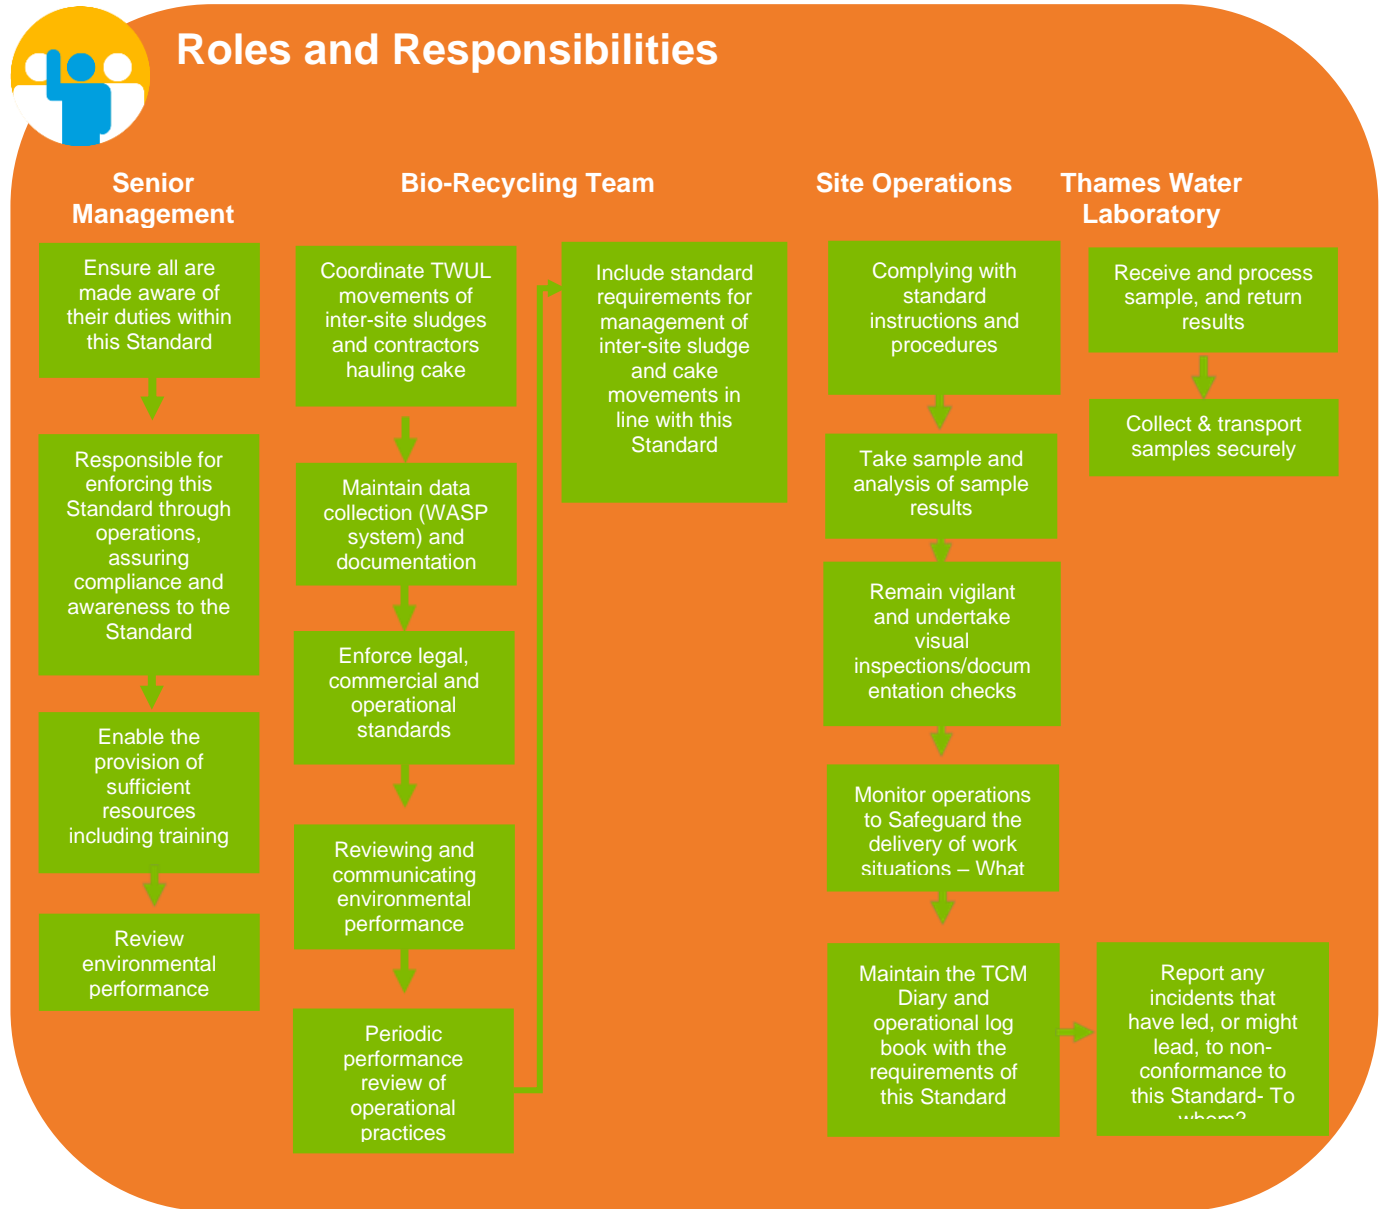 Roles and Responsibilities
Senior
Management
Ensure all are
made aware of
their duties within
this Standard
Responsible for
enforcing this
Standard through
operations,
assuring
compliance and
awareness to the
Standard
Enable the
provision of
sufficient
resources
including training
Review
environmental
performance
Bio-Recycling Team
Coordinate TWUL
movements of
inter-site sludges
and contractors
hauling cake
Maintain data
collection (WASP
system) and
documentation
Enforce legal,
commercial and
operational
standards
Reviewing and
communicating
environmental
performance
Periodic
performance
review of
operational
practices
Include standard
requirements for
management of
inter-site sludge
and cake
movements in
line with this
Standard
Site Operations
Complying with
standard
instructions and
procedures
Take sample and
analysis of sample
results
Remain vigilant
and undertake
visual
inspections/docum
entation checks
Monitor operations
to Safeguard the
delivery of work
situations – What
Maintain the TCM
Diary and
operational log
book with the
requirements of
this Standard
Report any
incidents that
have led, or might
lead, to non-
conformance to
this Standard- To
whom?
Thames Water
Laboratory
Receive and process
sample, and return
results
Collect & transport
samples securely